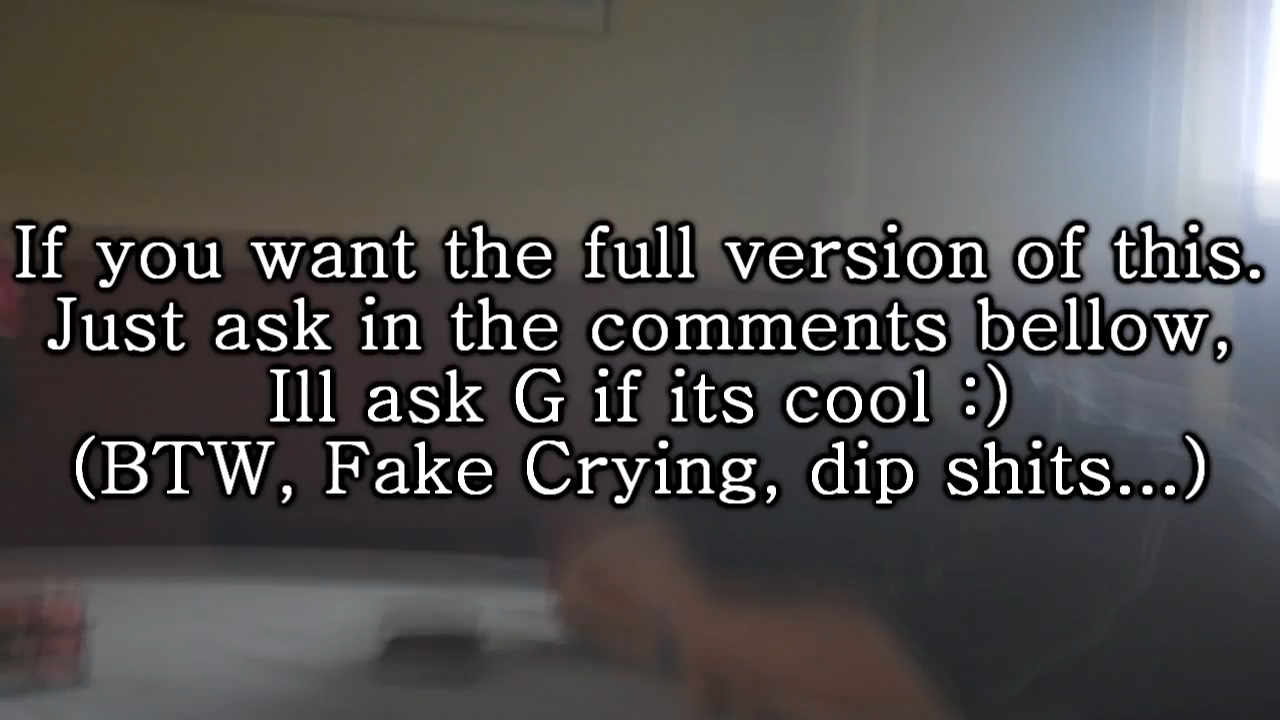 If you want the full version of this.
Just ask in the comments bellow,
Ill ask G if its cool :)
(BTW, Fake Crying, dip shits...)